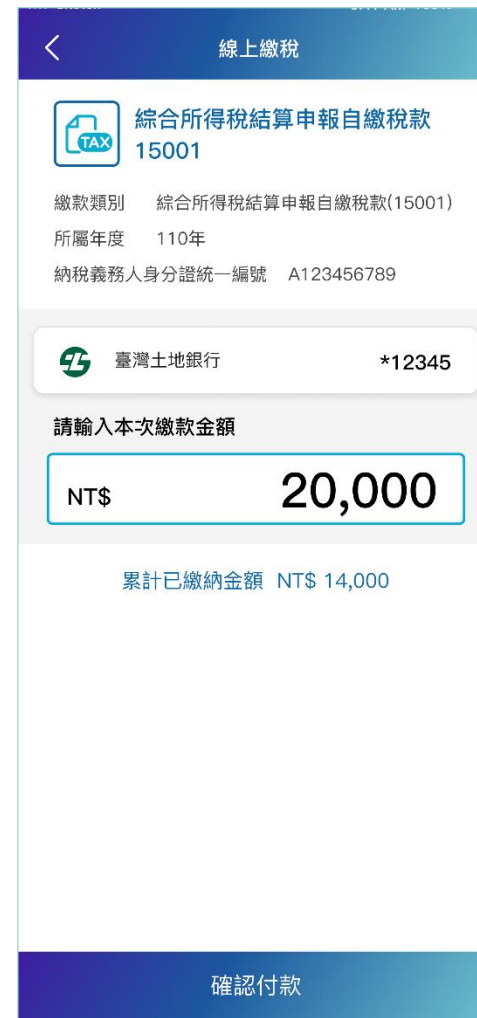 線上繳稅
綜合所得稅結算申報自繳稅款
15001
TAX
繳款類別 綜合所得稅結算申報自繳稅款(15001)
所屬年度 110年
納稅義務人身分證統一編號 A123456789
臺灣土地銀行 *12345
請輸入本次繳款金額
NT$ 20,000
累計已繳納金額 NT$ 14,000
確認付款